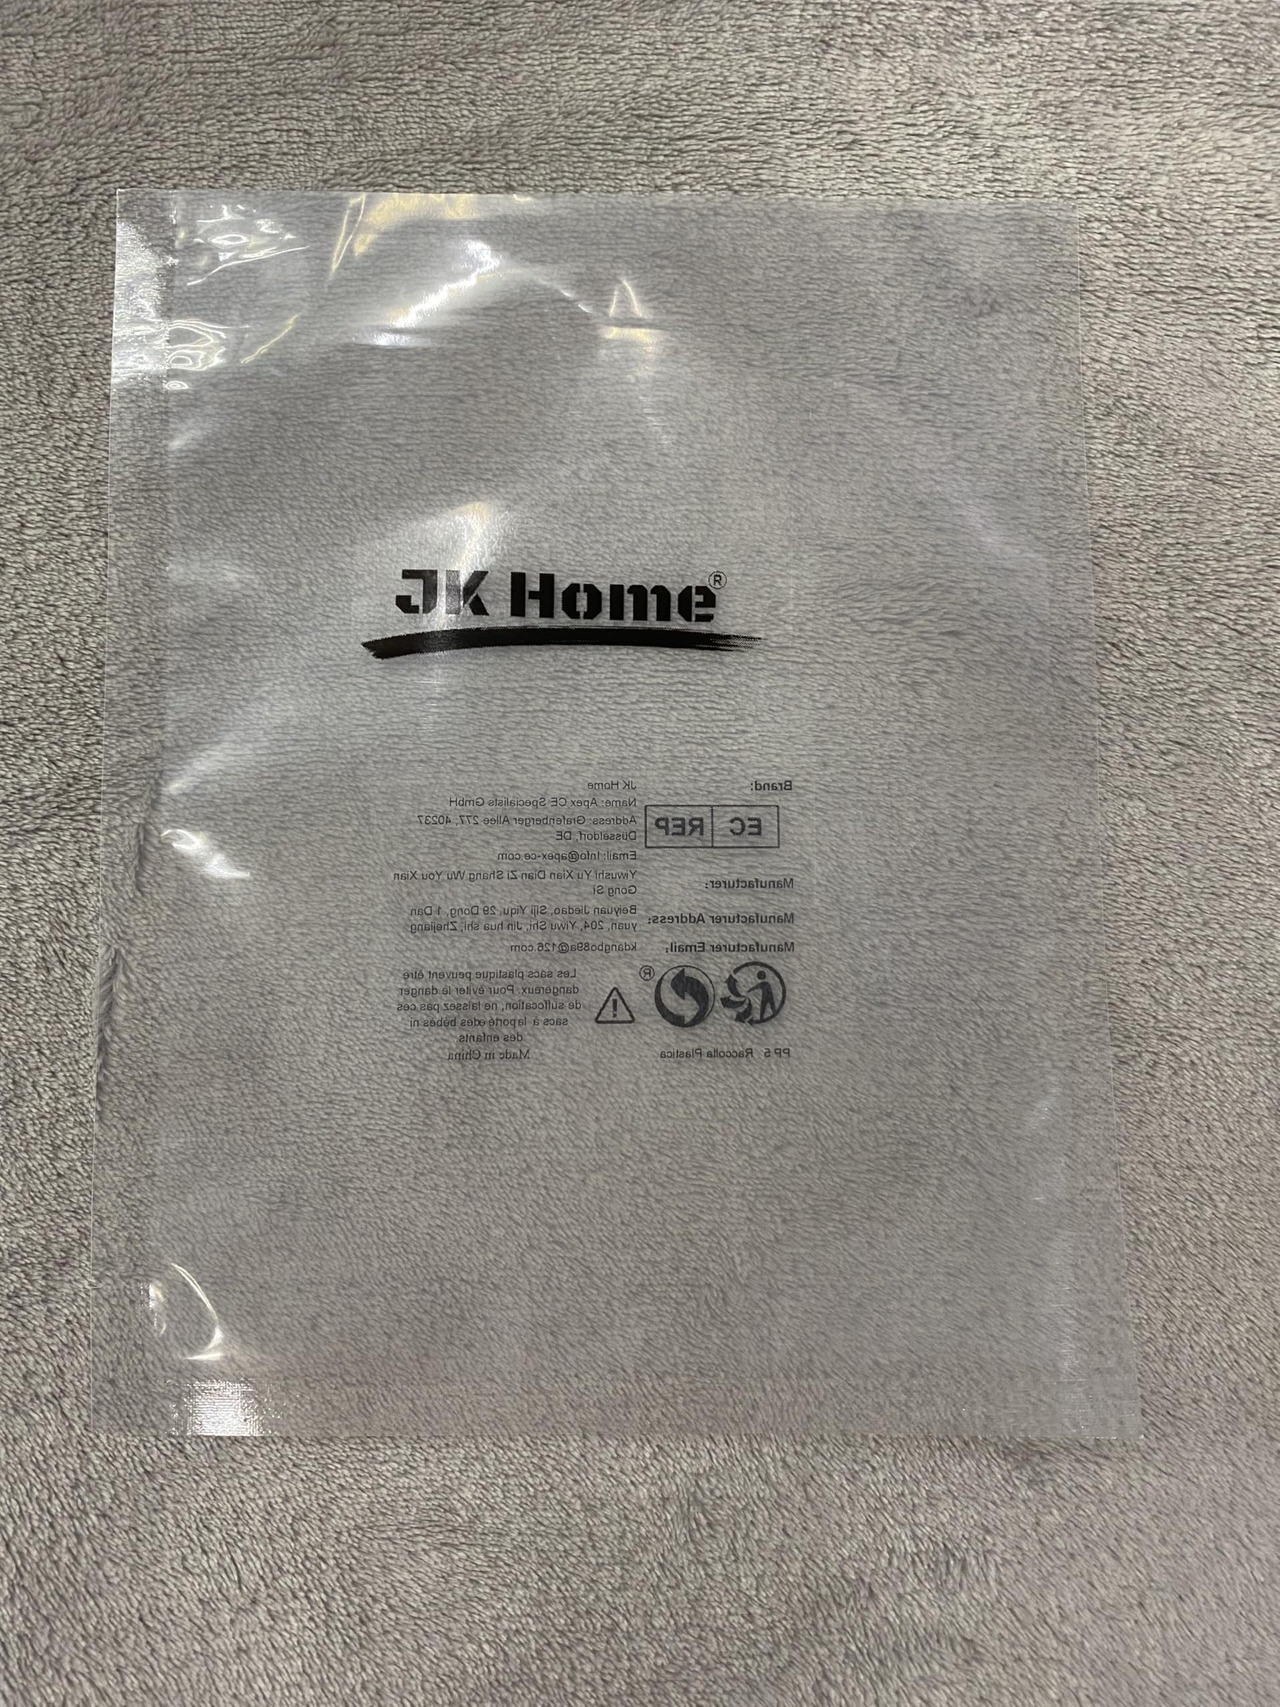 JK Home®
Brand: JK Home
EC REP Name: Apex CE Specialists GmbH
Address: Grafenberger Allee 277, 40237
Düsseldorf, DE
Email: Info@apex-ce.com
Manufacturer: Yiwushi Yu Xian Dian Zi Shang Wu You Xian
Gong Si
Manufacturer Address: Beiyuan Jiedao, Siji Yiqu, 29 Dong, 1 Dan
yuan, 204, Yiwu Shi, Jin hua shi, Zhejiang
Manufacturer Email: kdangbo89a@126.com
®
Les sacs plastique peuvent être
dangereux. Pour éviter le danger
de suffocation, ne laissez pas ces
sacs à la porté edes bébés ni
des enfants.
PP 5 Raccolta Plastica
Made in China